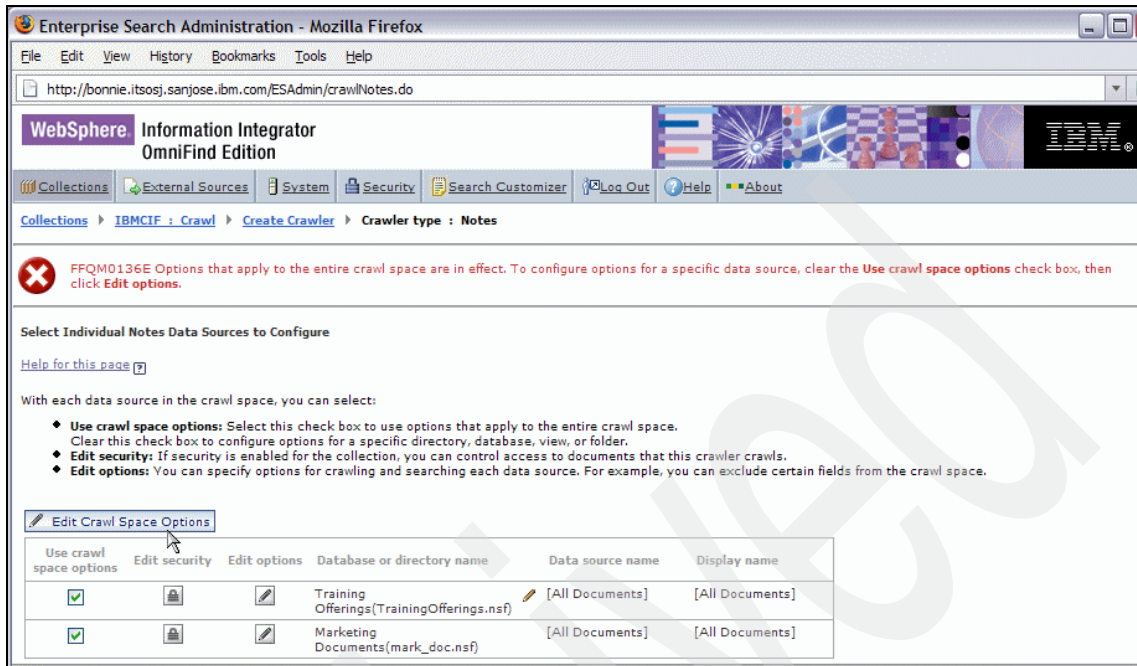 Enterprise Search Administration - Mozilla Firefox
File Edit View History Bookmarks Tools Help
http://bonnie.itsosj.sanjose.ibm.com/ESAdmin/crawlNotes.do
WebSphere. Information Integrator
OmniFind Edition
IBM®
Collections External Sources System Security Search Customizer Log Out Help About
Collections IBMCIF : Crawl Create Crawler Crawler type : Notes
FFQM0136E Options that apply to the entire crawl space are in effect. To configure options for a specific data source, clear the Use crawl space options check box, then
click Edit options.
Select Individual Notes Data Sources to Configure
Help for this page ?
With each data source in the crawl space, you can select:
Use crawl space options: Select this check box to use options that apply to the entire crawl space.
Clear this check box to configure options for a specific directory, database, view, or folder.
Edit security: If security is enabled for the collection, you can control access to documents that this crawler crawls.
Edit options: You can specify options for crawling and searching each data source. For example, you can exclude certain fields from the crawl space.
Edit Crawl Space Options
Use crawl
space options Edit security Edit options Database or directory name Data source name Display name
Training
Offerings(TrainingOfferings.nsf) [All Documents] [All Documents]
Marketing
Documents(mark_doc.nsf) [All Documents] [All Documents]